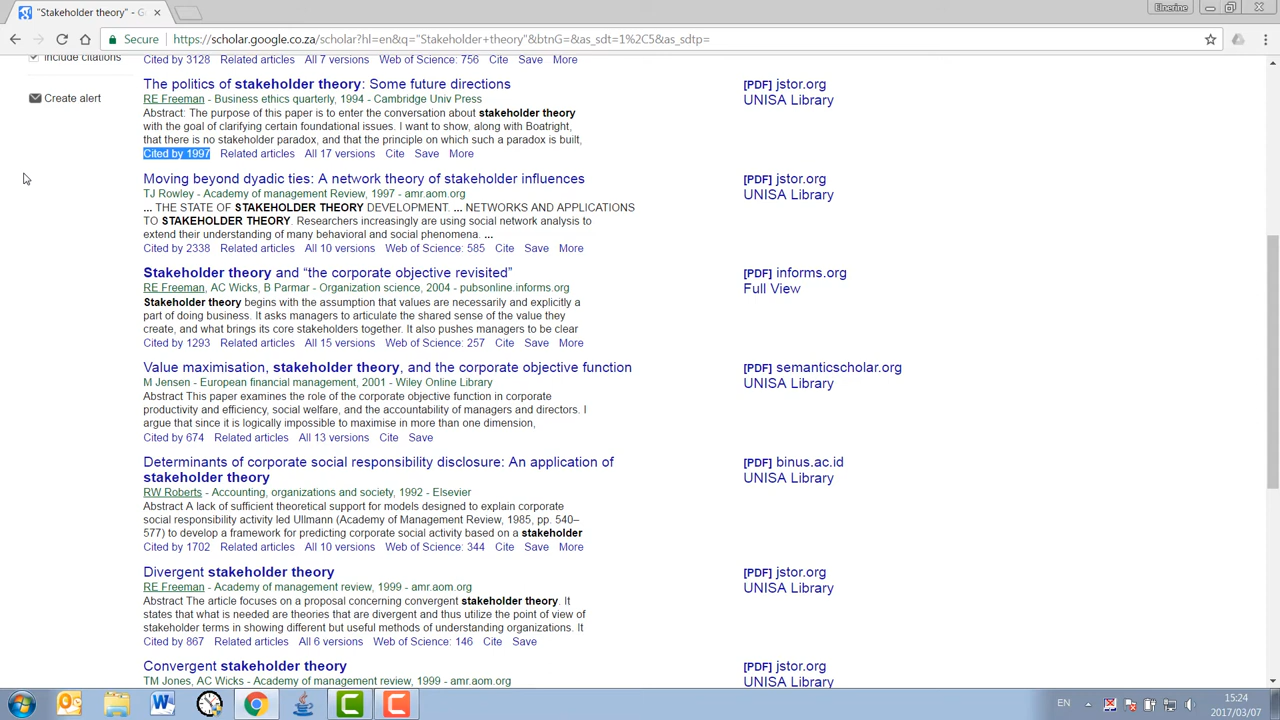 "Stakeholder theory" - G
Elnerine
Secure
https://scholar.google.co.za/scholar?hl=en&q="Stakeholder+theory"&btnG=&as_sdt=1%2C5&as_sdtp=
include citations
Create alert
Cited by 3128 Related articles All 7 versions Web of Science: 756 Cite Save More
The politics of stakeholder theory: Some future directions
[PDF] jstor.org
RE Freeman - Business ethics quarterly, 1994 - Cambridge Univ Press
UNISA Library
Abstract: The purpose of this paper is to enter the conversation about stakeholder theory
with the goal of clarifying certain foundational issues. I want to show, along with Boatright,
that there is no stakeholder paradox, and that the principle on which such a paradox is built,
Cited by 1997 Related articles All 17 versions Cite Save More
Moving beyond dyadic ties: A network theory of stakeholder influences
[PDF] jstor.org
TJ Rowley - Academy of management Review, 1997 - amr.aom.org
UNISA Library
... THE STATE OF STAKEHOLDER THEORY DEVELOPMENT. ... NETWORKS AND APPLICATIONS
TO STAKEHOLDER THEORY. Researchers increasingly are using social network analysis to
extend their understanding of many behavioral and social phenomena. ...
Cited by 2338 Related articles All 10 versions Web of Science: 585 Cite Save More
Stakeholder theory and “the corporate objective revisited”
[PDF] informs.org
RE Freeman, AC Wicks, B Parmar - Organization science, 2004 - pubsonline.informs.org
Full View
Stakeholder theory begins with the assumption that values are necessarily and explicitly a
part of doing business. It asks managers to articulate the shared sense of the value they
create, and what brings its core stakeholders together. It also pushes managers to be clear
Cited by 1293 Related articles All 15 versions Web of Science: 257 Cite Save More
Value maximisation, stakeholder theory, and the corporate objective function
[PDF] semanticscholar.org
M Jensen - European financial management, 2001 - Wiley Online Library
UNISA Library
Abstract This paper examines the role of the corporate objective function in corporate
productivity and efficiency, social welfare, and the accountability of managers and directors. I
argue that since it is logically impossible to maximise in more than one dimension,
Cited by 674 Related articles All 13 versions Cite Save
Determinants of corporate social responsibility disclosure: An application of
stakeholder theory
[PDF] binus.ac.id
UNISA Library
RW Roberts - Accounting, organizations and society, 1992 - Elsevier
Abstract A lack of sufficient theoretical support for models designed to explain corporate
social responsibility activity led Ullmann (Academy of Management Review, 1985, pp. 540–
577) to develop a framework for predicting corporate social activity based on a stakeholder
Cited by 1702 Related articles All 10 versions Web of Science: 344 Cite Save More
Divergent stakeholder theory
[PDF] jstor.org
RE Freeman - Academy of management review, 1999 - amr.aom.org
UNISA Library
Abstract The article focuses on a proposal concerning convergent stakeholder theory. It
states that what is needed are theories that are divergent and thus utilize the point of view of
stakeholder terms in showing different but useful methods of understanding organizations. It
Cited by 867 Related articles All 6 versions Web of Science: 146 Cite Save
Convergent stakeholder theory
[PDF] jstor.org
TM Jones, AC Wicks - Academy of management review, 1999 - amr.aom.org
UNISA Library
EN
15:24
2017/03/07